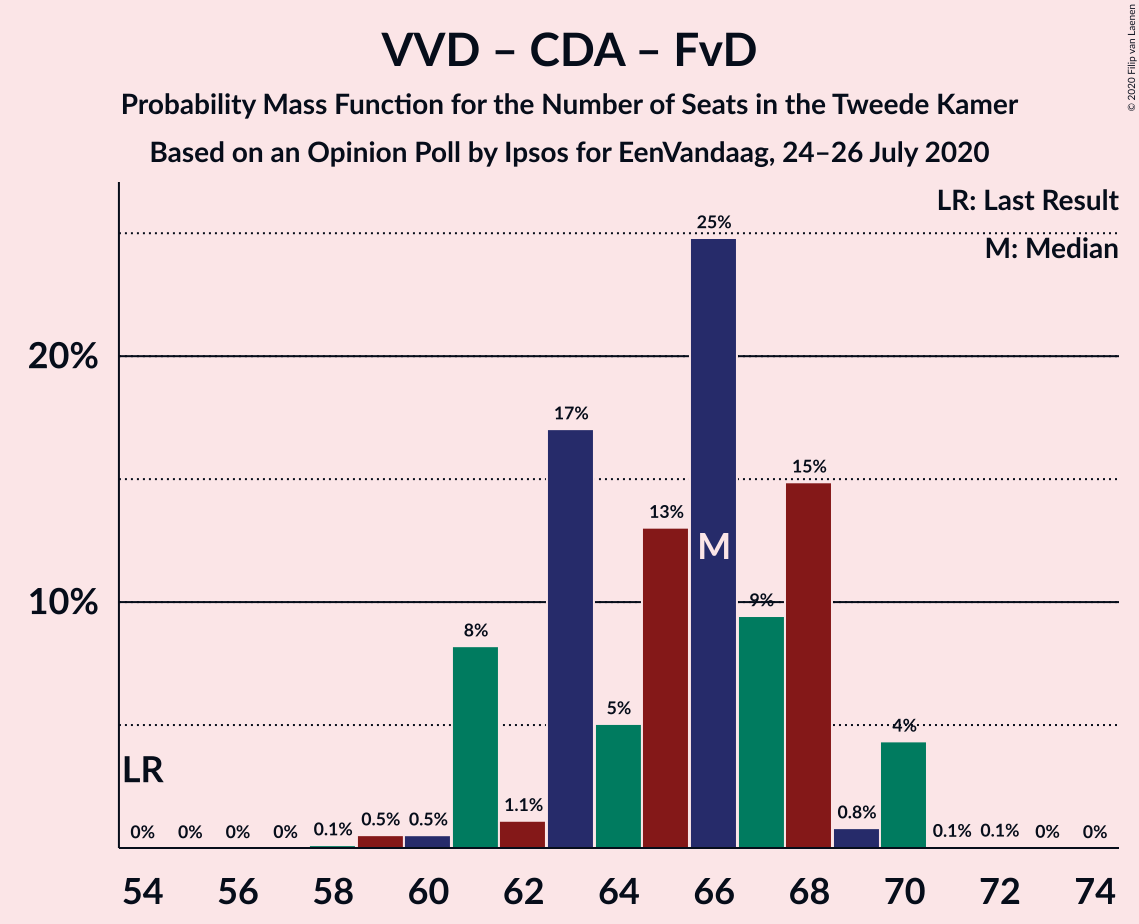 VVD – CDA – FvD
Probability Mass Function for the Number of Seats in the Tweede Kamer
Based on an Opinion Poll by Ipsos for EenVandaag, 24–26 July 2020
© 2020 Filip van Laenen
LR: Last Result
M: Median
25%
20%
17%
15%
13%
M
10%
9%
8%
5%
4%
LR
0% 0% 0% 0% 0.1% 0.5% 0.5% 1.1% 0.8% 0.1% 0.1% 0% 0%
54 56 58 60 62 64 66 68 70 72 74